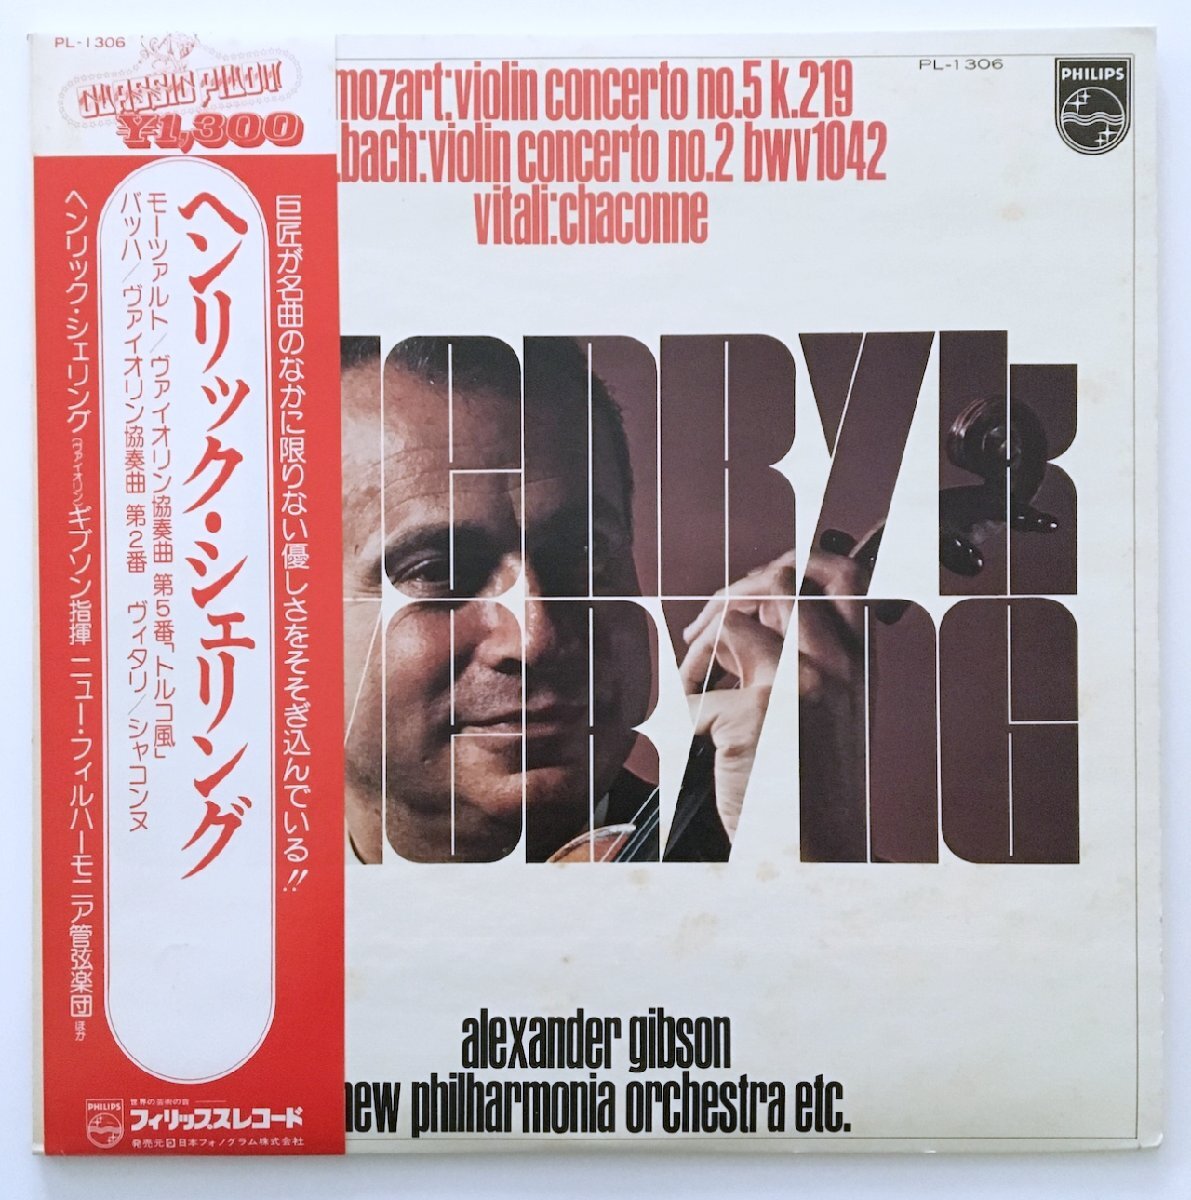 PL-1306
CLASSIC PILOT
¥1,300
巨匠が名曲のなかに限りない優しさをそそぎ込んでいる!!
ヘンリック・シェリング
モーツァルト/ヴァイオリン協奏曲 第5番「トルコ風」
バッハ/ヴァイオリン協奏曲 第2番 ヴィタリ/シャコンヌ
ヘンリック・シェリング(ヴァイオリン)ギブソン指揮 ニュー・フィルハーモニア管弦楽団 ほか
PHILIPS
世界の芸術の音
フィリップスレコード
発売元 日本フォノグラム株式会社
PL-1306
PHILIPS
mozart:violin concerto no.5 k.219
.bach:violin concerto no.2 bwv1042
vitali:chaconne
enryk
eryng
alexander gibson
new philharmonia orchestra etc.